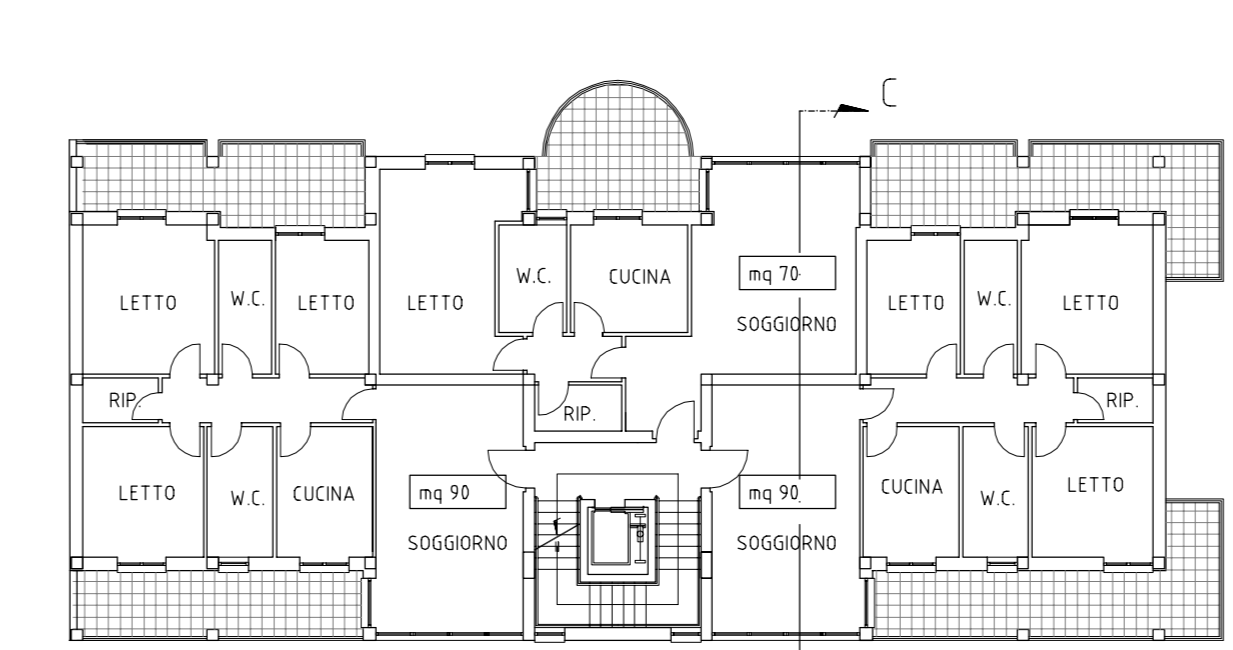 C
mq 70
LETTO
W.C.
LETTO
LETTO
W.C.
CUCINA
SOGGIORNO
LETTO
W.C.
LETTO
RIP.
RIP.
RIP.
LETTO
W.C.
CUCINA
mq 90
SOGGIORNO
mq 90
SOGGIORNO
CUCINA
W.C.
LETTO